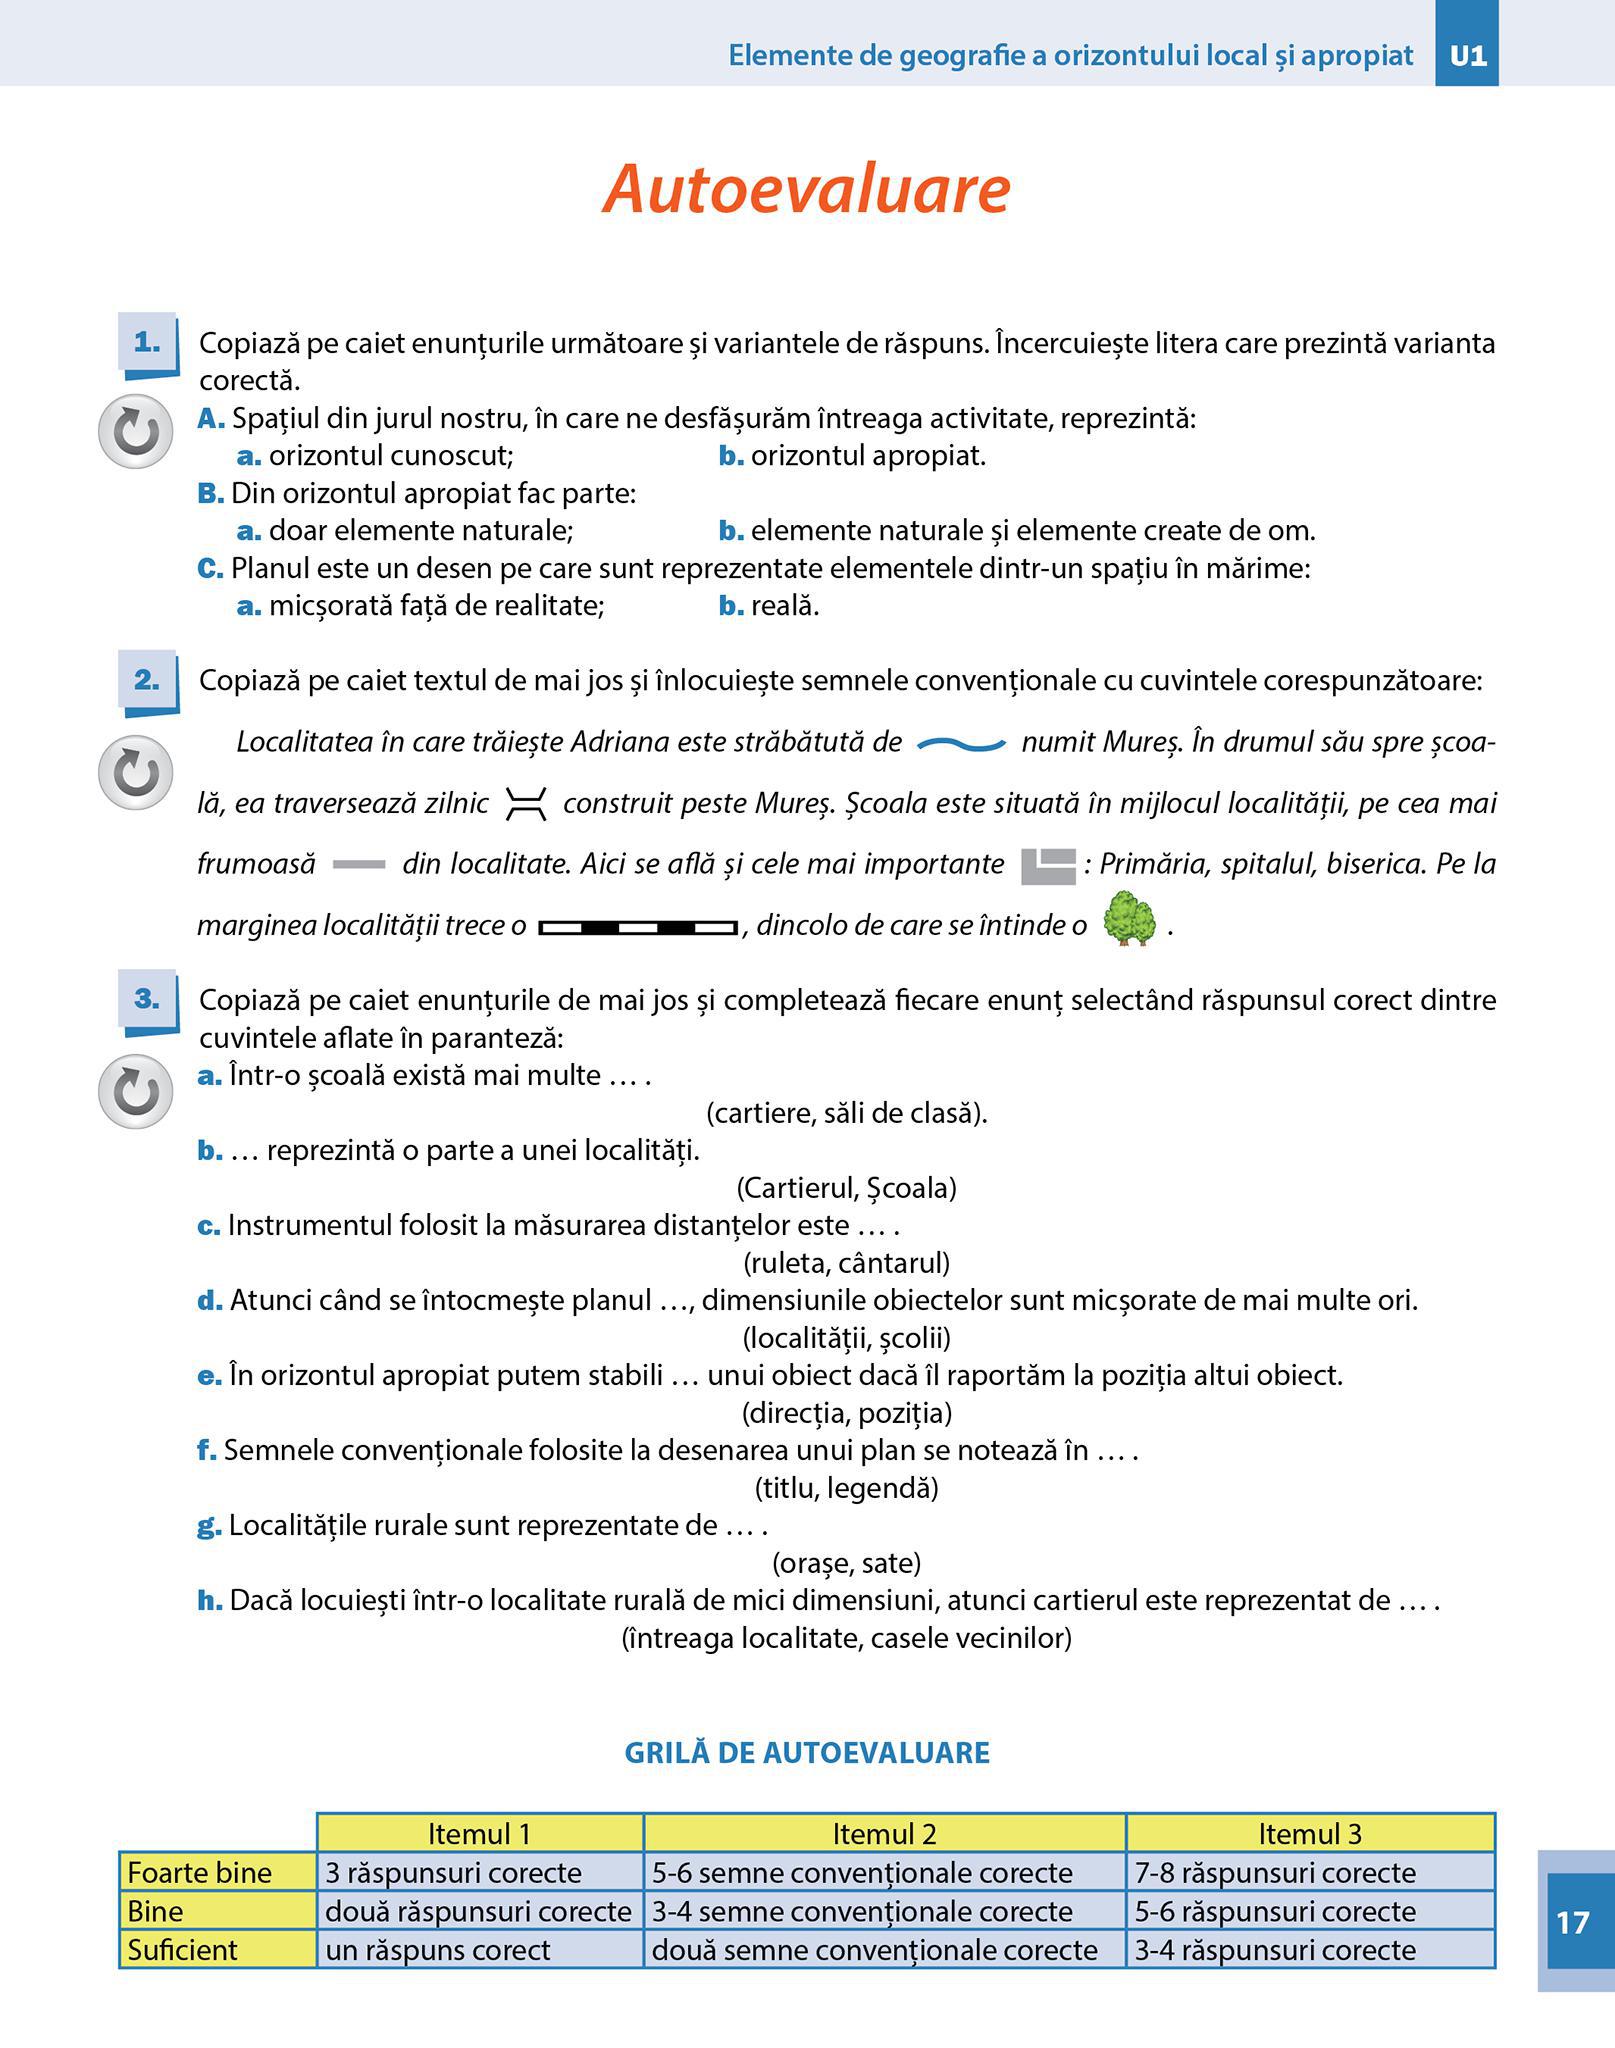 Elemente de geografie a orizontului local și apropiat U1
Autoevaluare
1. Copiază pe caiet enunțurile următoare și variantele de răspuns. Încercuiește litera care prezintă varianta
corectă.
A. Spațiul din jurul nostru, în care ne desfășurăm întreaga activitate, reprezintă:
a. orizontul cunoscut; b. orizontul apropiat.
B. Din orizontul apropiat fac parte:
a. doar elemente naturale; b. elemente naturale și elemente create de om.
C. Planul este un desen pe care sunt reprezentate elementele dintr-un spațiu în mărime:
a. micșorată față de realitate; b. reală.
2. Copiază pe caiet textul de mai jos și înlocuiește semnele convenționale cu cuvintele corespunzătoare:
Localitatea în care trăiește Adriana este străbătută de numit Mureș. În drumul său spre școa-
lă, ea traversează zilnic construit peste Mureș. Școala este situată în mijlocul localității, pe cea mai
frumoasă din localitate. Aici se află și cele mai importante : Primăria, spitalul, biserica. Pe la
marginea localității trece o , dincolo de care se întinde o .
3. Copiază pe caiet enunțurile de mai jos și completează fiecare enunț selectând răspunsul corect dintre
cuvintele aflate în paranteză:
a. Într-o școală există mai multe … .
(cartiere, săli de clasă).
b. … reprezintă o parte a unei localități.
(Cartierul, Școala)
c. Instrumentul folosit la măsurarea distanțelor este … .
(ruleta, cântarul)
d. Atunci când se întocmește planul …, dimensiunile obiectelor sunt micșorate de mai multe ori.
(localității, școlii)
e. În orizontul apropiat putem stabili … unui obiect dacă îl raportăm la poziția altui obiect.
(direcția, poziția)
f. Semnele convenționale folosite la desenarea unui plan se notează în … .
(titlu, legendă)
g. Localitățile rurale sunt reprezentate de … .
(orașe, sate)
h. Dacă locuiești într-o localitate rurală de mici dimensiuni, atunci cartierul este reprezentat de … .
(întreaga localitate, casele vecinilor)
GRILĂ DE AUTOEVALUARE
Itemul 1 Itemul 2 Itemul 3
Foarte bine 3 răspunsuri corecte 5-6 semne convenționale corecte 7-8 răspunsuri corecte
Bine două răspunsuri corecte 3-4 semne convenționale corecte 5-6 răspunsuri corecte
Suficient un răspuns corect două semne convenționale corecte 3-4 răspunsuri corecte
17